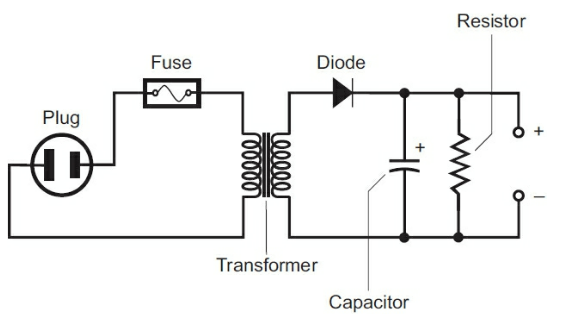 Resistor
Fuse
Diode
Plug
+
+
–
Transformer
Capacitor